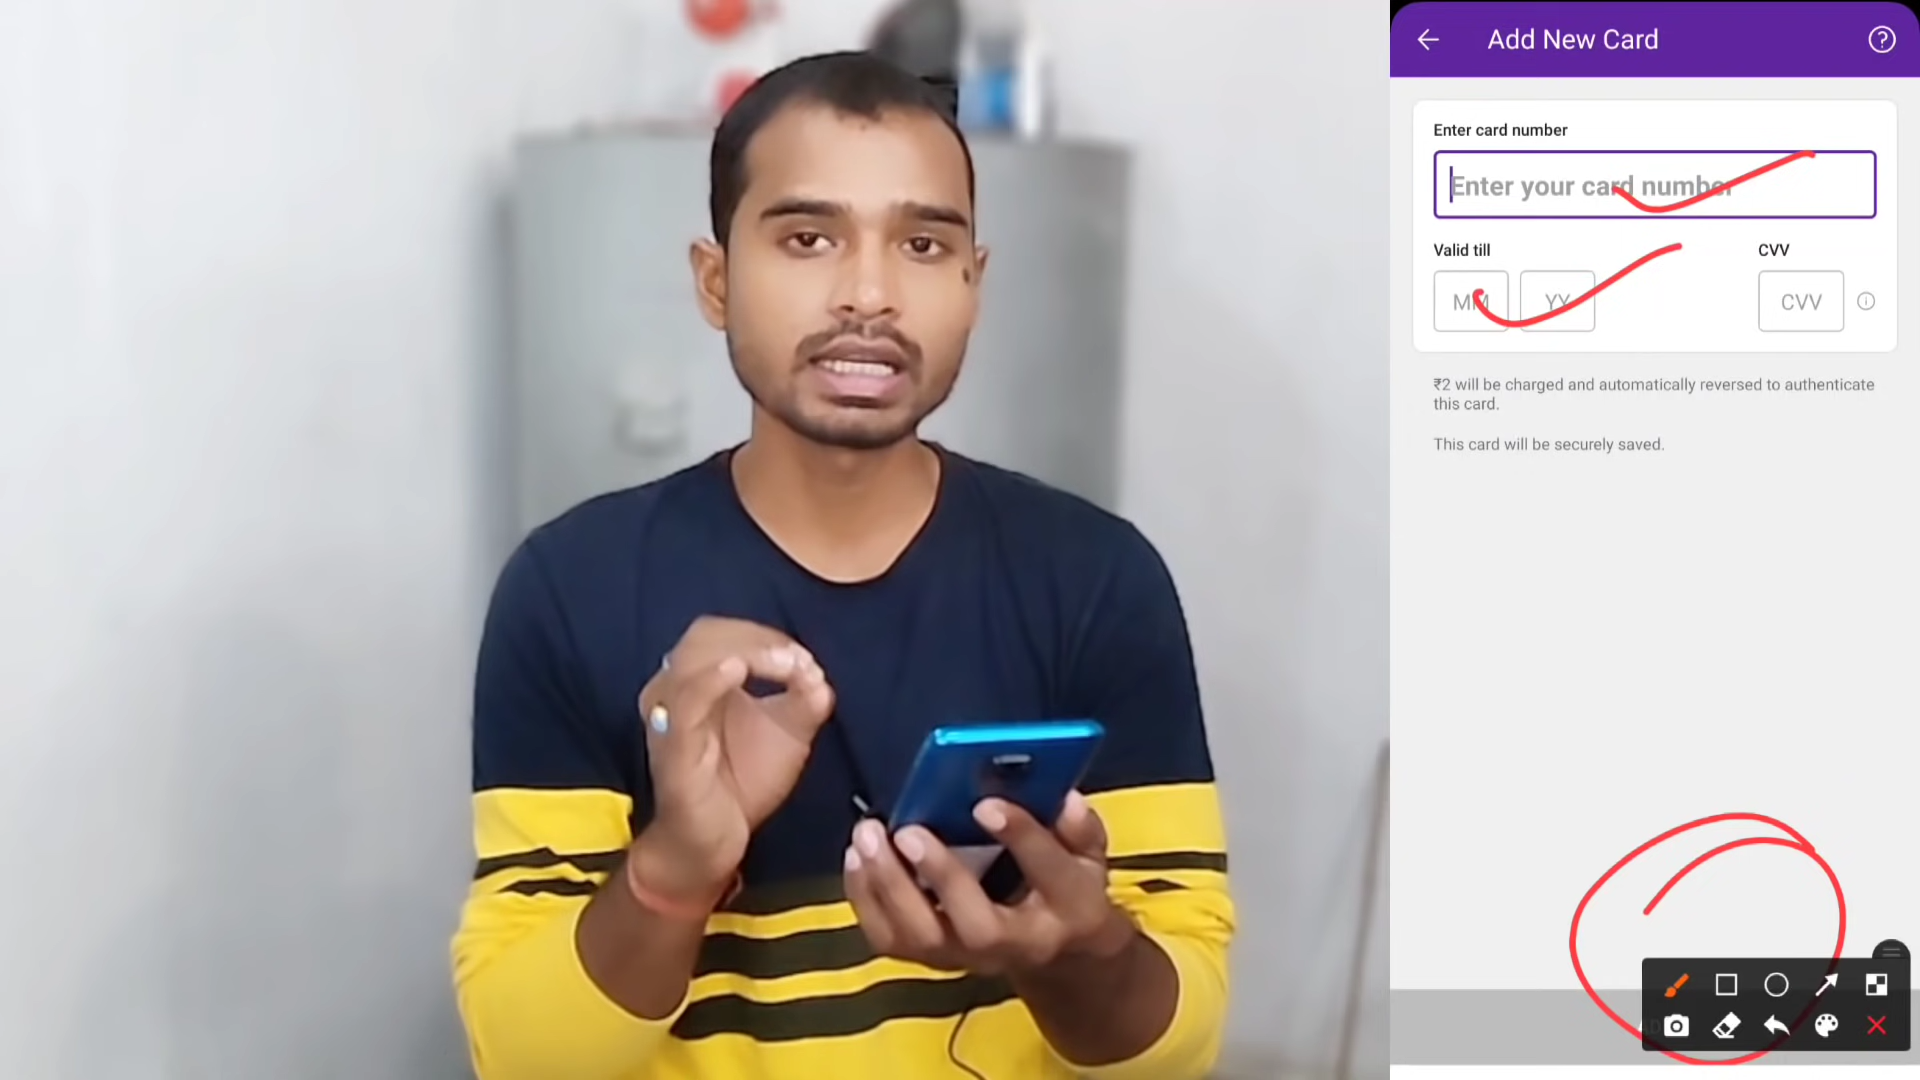 Add New Card
Enter card number
Enter your card number
Valid till
CVV
MM
YY
CVV
₹2 will be charged and automatically reversed to authenticate
this card.
This card will be securely saved.